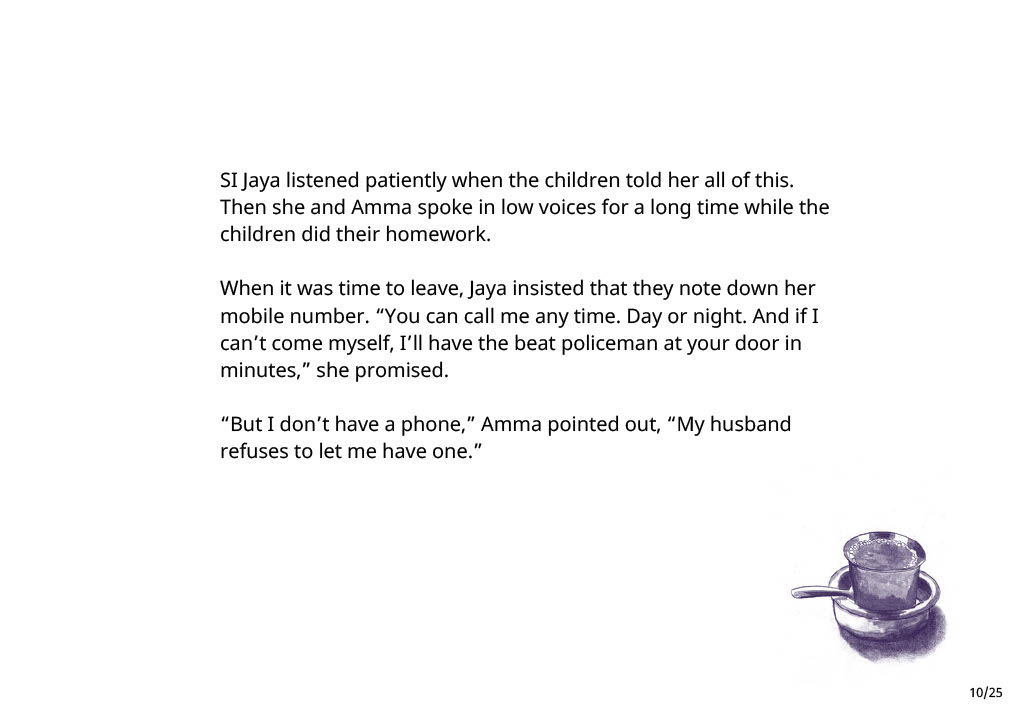 SI Jaya listened patiently when the children told her all of this.
Then she and Amma spoke in low voices for a long time while the
children did their homework.
When it was time to leave, Jaya insisted that they note down her
mobile number. “You can call me any time. Day or night. And if I
can’t come myself, I’ll have the beat policeman at your door in
minutes,” she promised.
“But I don’t have a phone,” Amma pointed out, “My husband
refuses to let me have one.”
10/25